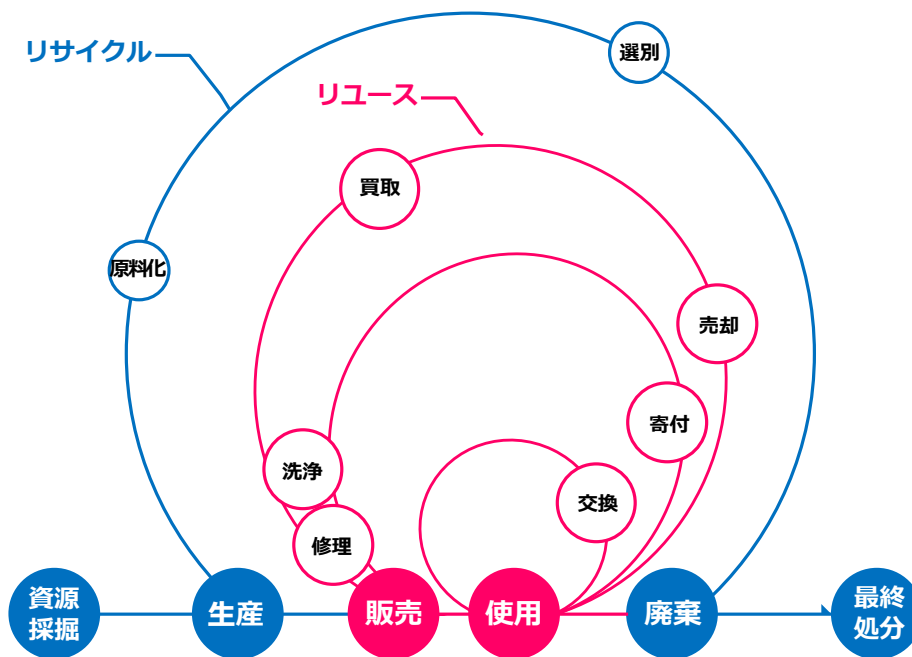 リサイクル
選別
リユース
買取
原料化
売却
寄付
洗浄
交換
修理
資源
採掘
生産
販売
使用
廃棄
最終
処分